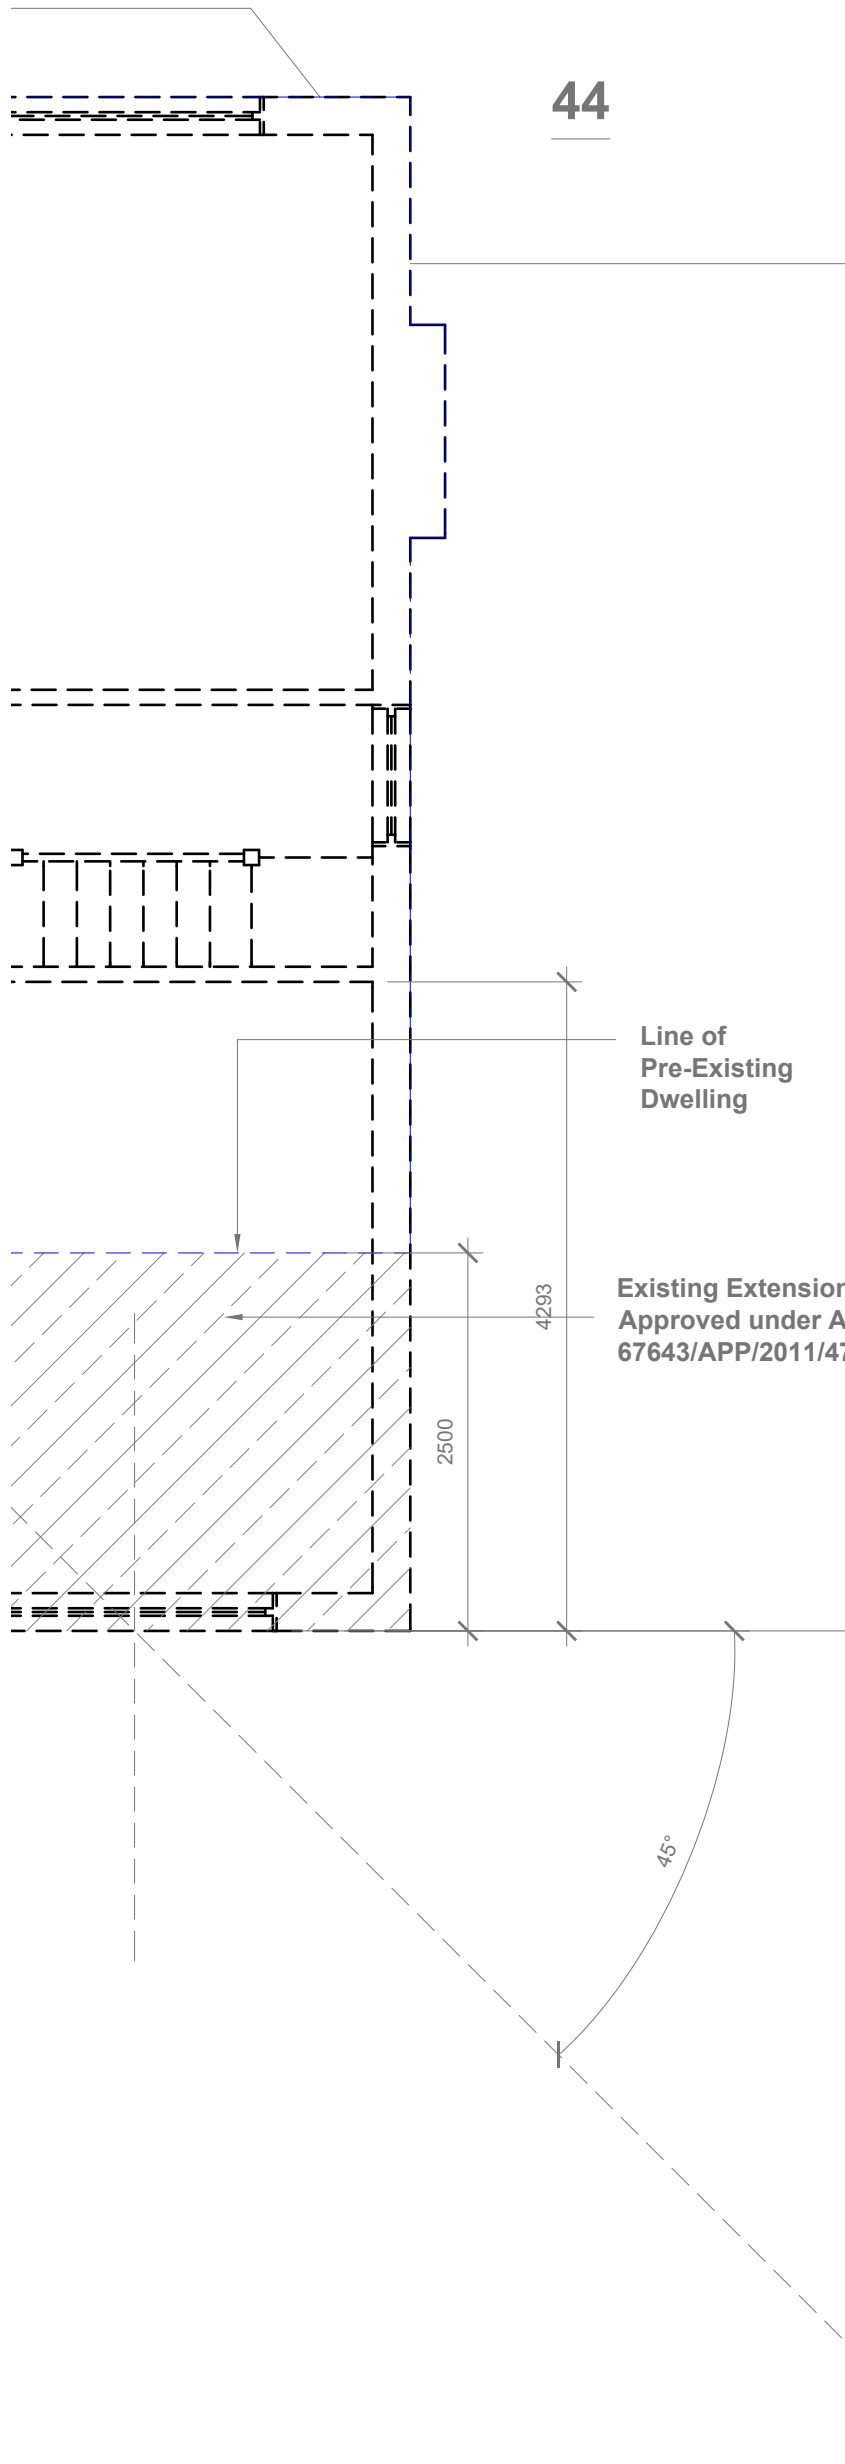 44
Line of
Pre-Existing
Dwelling
Existing Extension
Approved under A
67643/APP/2011/47
4293
2500
45°